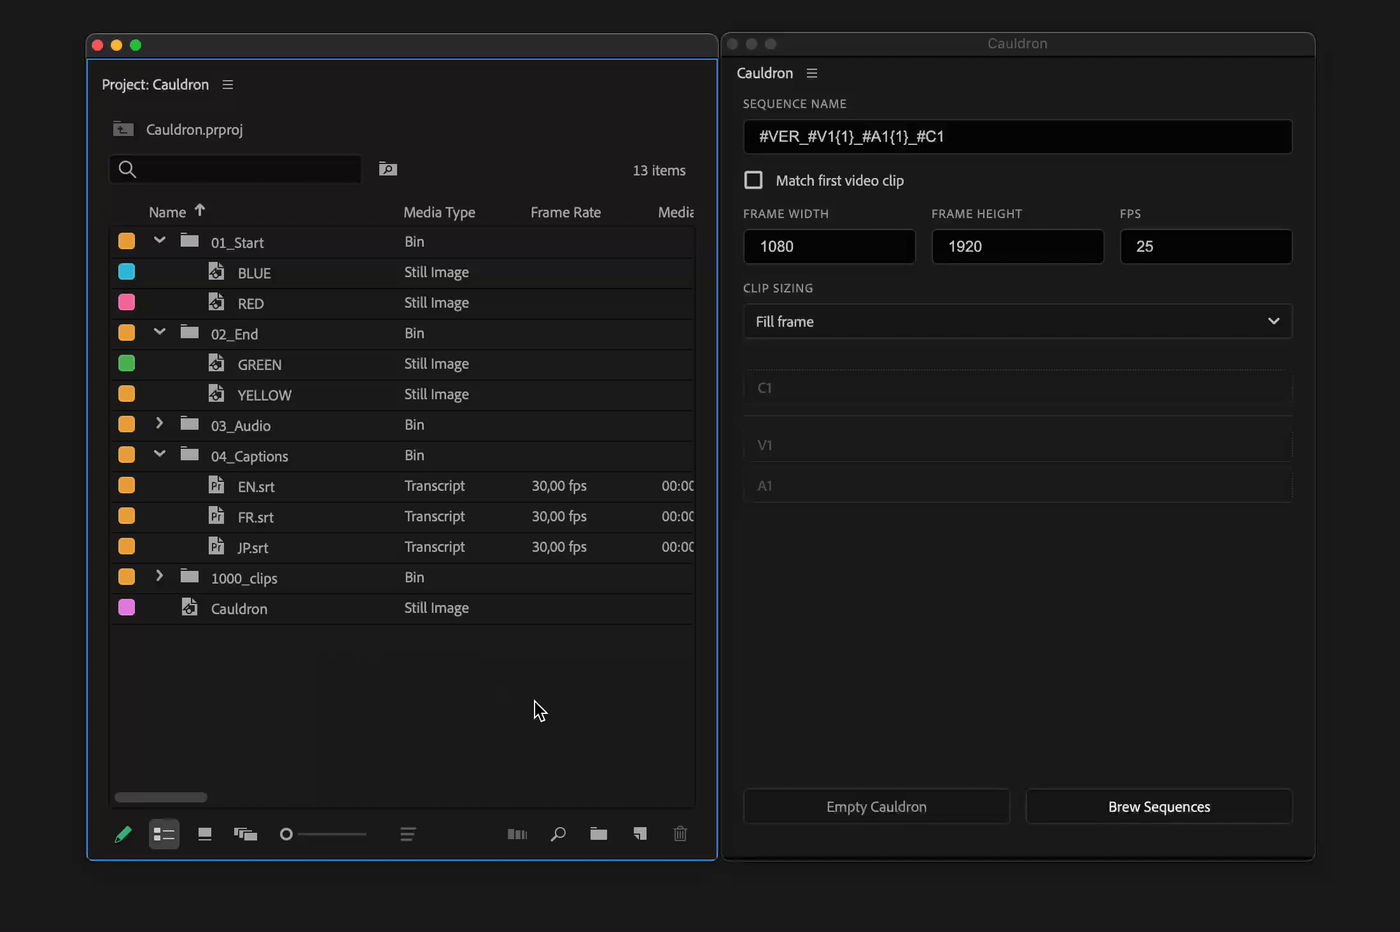 Project: Cauldron
Cauldron.prproj
13 items
Name Media Type Frame Rate Media
01_Start Bin
BLUE Still Image
RED Still Image
02_End Bin
GREEN Still Image
YELLOW Still Image
03_Audio Bin
04_Captions Bin
EN.srt Transcript 30,00 fps 00:00
FR.srt Transcript 30,00 fps 00:00
JP.srt Transcript 30,00 fps 00:00
1000_clips Bin
Cauldron Still Image
Cauldron
Cauldron
SEQUENCE NAME
#VER_#V1{1}_#A1{1}_#C1
Match first video clip
FRAME WIDTH FRAME HEIGHT FPS
1080 1920 25
CLIP SIZING
Fill frame
C1
V1
A1
Empty Cauldron Brew Sequences